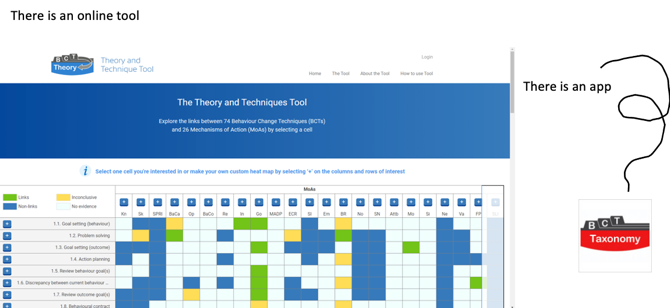 There is an online tool
BCT
Theory
Theory and
Technique Tool
Login
Home The Tool About the Tool How to use Tool
The Theory and Techniques Tool
Explore the links between 74 Behaviour Change Techniques (BCTs)
and 26 Mechanisms of Action (MoAs) by selecting a cell
i Select one cell you're interested in or make your own custom heat map by selecting '+' on the columns and rows of interest
Links Inconclusive
Non-links No evidence
MoAs
Kn Sk SPRI BaCa Op BaCo Re In Go MADP ECR SI Em BR No SN Attb Mo Si Ne Va FP
1.1. Goal setting (behaviour)
1.2. Problem solving
1.3. Goal setting (outcome)
1.4. Action planning
1.5. Review behaviour goal(s)
1.6. Discrepancy between current behaviour ...
1.7. Review outcome goal(s)
1.8. Behavioural contract
There is an app
BCT
Taxonomy